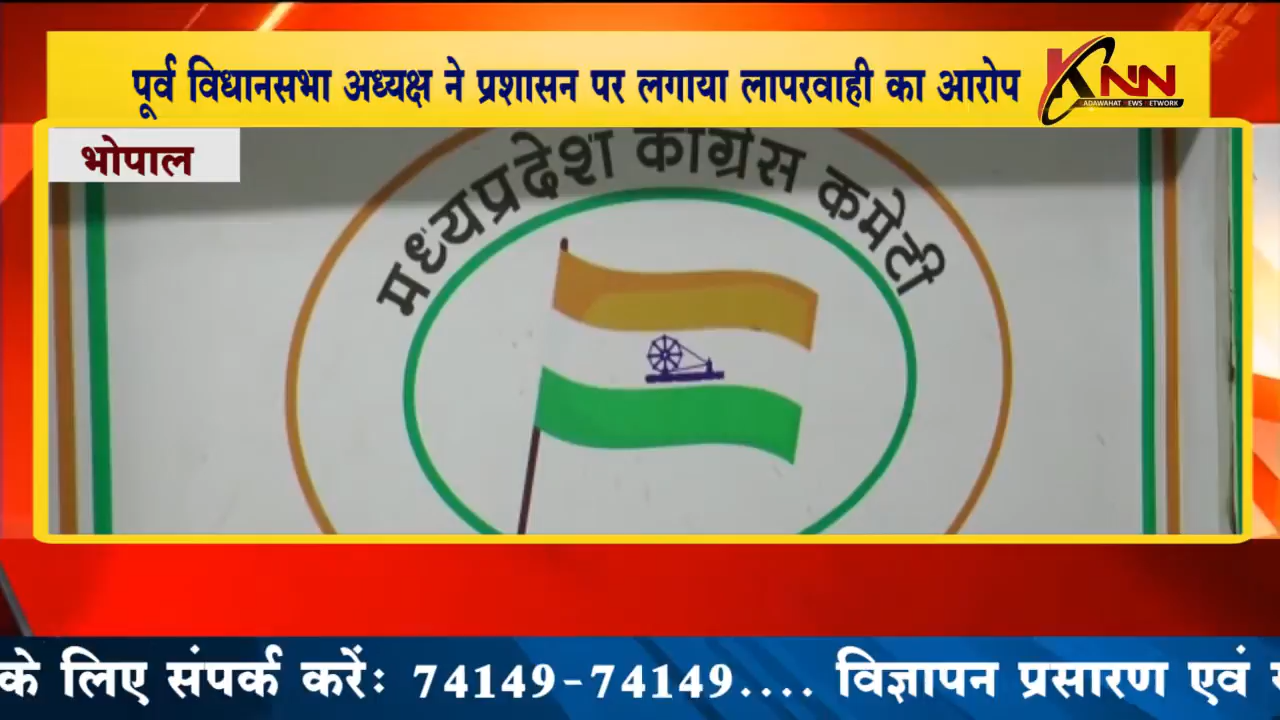 पूर्व विधानसभा अध्यक्ष ने प्रशासन पर लगाया लापरवाही का आरोप
KNN
ADAWAHAT NEWS NETWORK
भोपाल
मध्यप्रदेश कांग्रेस कमेटी
के लिए संपर्क करेंः 74149-74149.... विज्ञापन प्रसारण एवं